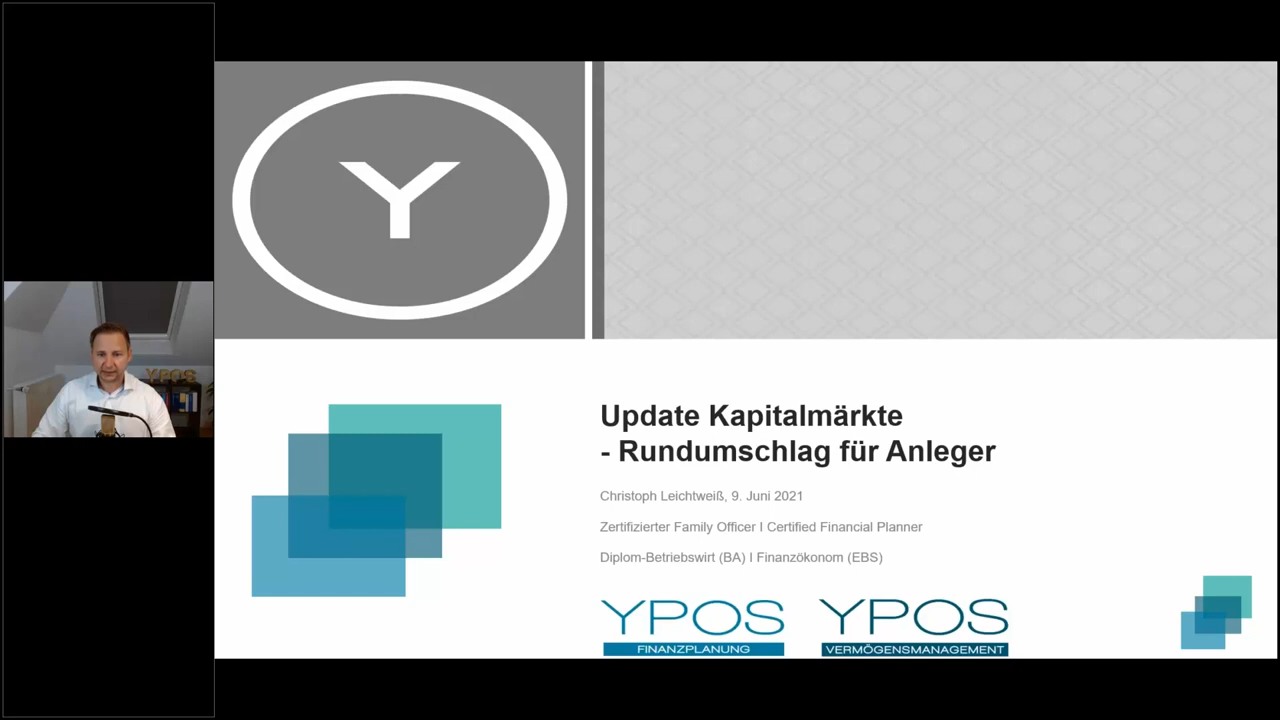 Y
YPOS
Update Kapitalmärkte
- Rundumschlag für Anleger
Christoph Leichtweiß, 9. Juni 2021
Zertifizierter Family Officer I Certified Financial Planner
Diplom-Betriebswirt (BA) I Finanzökonom (EBS)
YPOS
FINANZPLANUNG
YPOS
VERMÖGENSMANAGEMENT